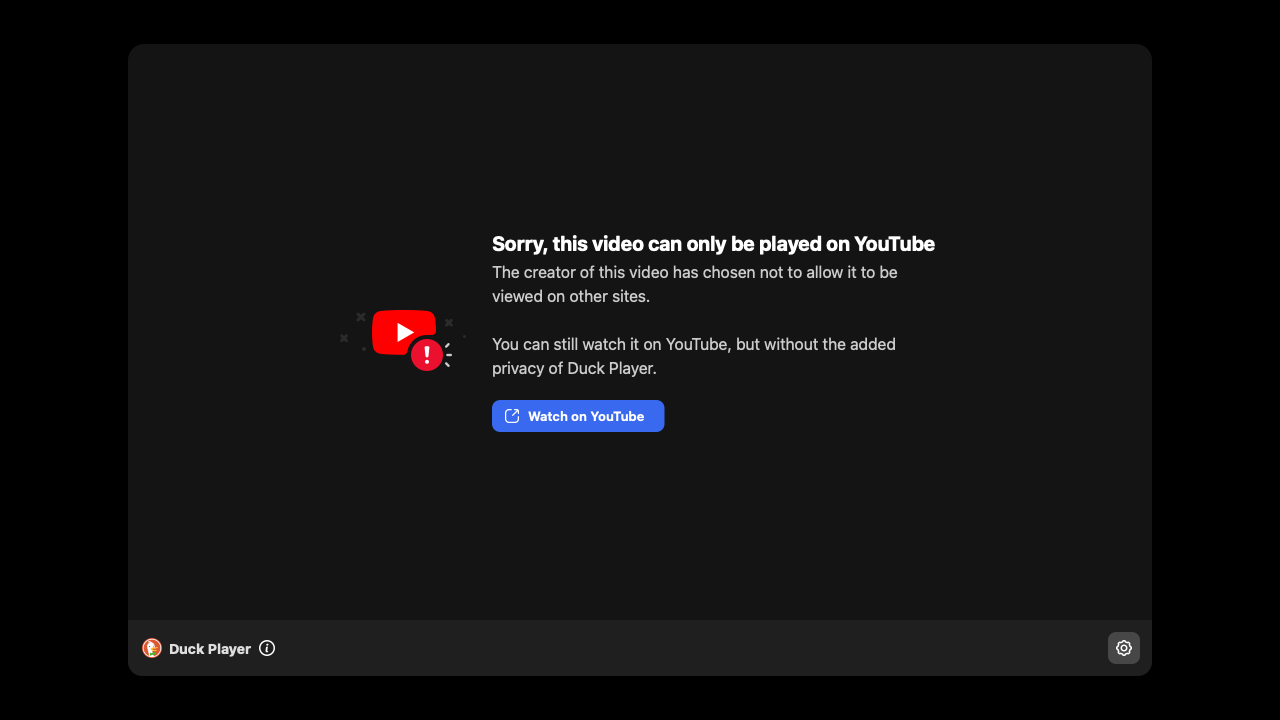 Sorry, this video can only be played on YouTube
The creator of this video has chosen not to allow it to be
viewed on other sites.
You can still watch it on YouTube, but without the added
privacy of Duck Player.
Watch on YouTube
Duck Player